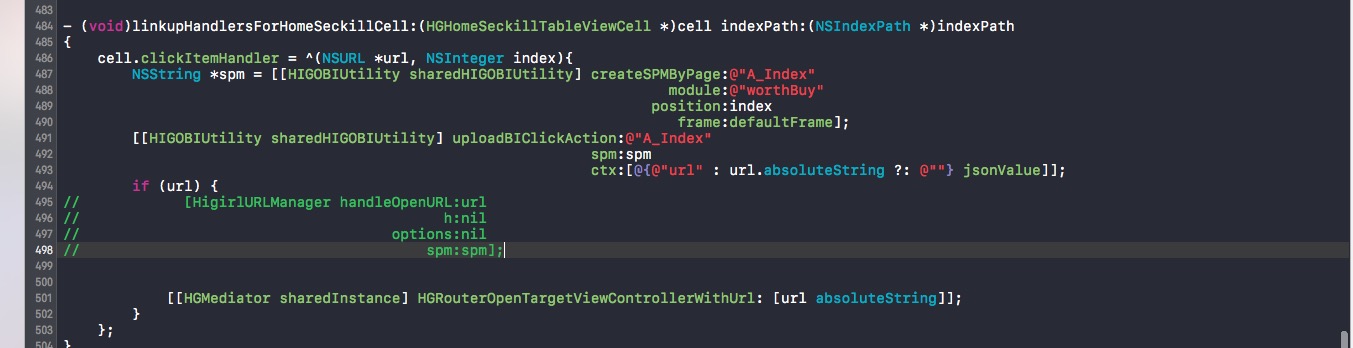 483
484 - (void)linkupHandlersForHomeSeckillCell:(HGHomeSeckillTableViewCell *)cell indexPath:(NSIndexPath *)indexPath
485 {
486     cell.clickItemHandler = ^(NSURL *url, NSInteger index){
487         NSString *spm = [[HIGOBIUtility sharedHIGOBIUtility] createSPMByPage:@"A_Index"
488                                                                        module:@"worthBuy"
489                                                                      position:index
490                                                                         frame:defaultFrame];
491         [[HIGOBIUtility sharedHIGOBIUtility] uploadBIClickAction:@"A_Index"
492                                                              spm:spm
493                                                              ctx:[@{@"url" : url.absoluteString ?: @""} jsonValue]];
494         if (url) {
495 //            [HigirlURLManager handleOpenURL:url
496 //                                          h:nil
497 //                                    options:nil
498 //                                        spm:spm];
499
500
501             [[HGMediator sharedInstance] HGRouterOpenTargetViewControllerWithUrl: [url absoluteString]];
502         }
503     };
504 }